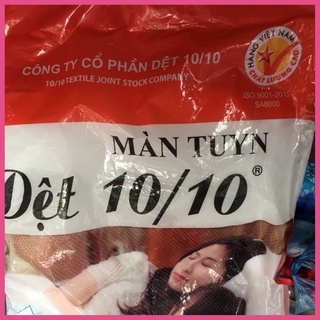 CÔNG TY CỔ PHẦN DỆT 10/10
10/10 TEXTILE JOINT STOCK COMPANY
HÀNG VIỆT NAM
CHẤT LƯỢNG CAO
ISO 9001-2015
SA8000
MÀN TUYN
Dệt 10/10®